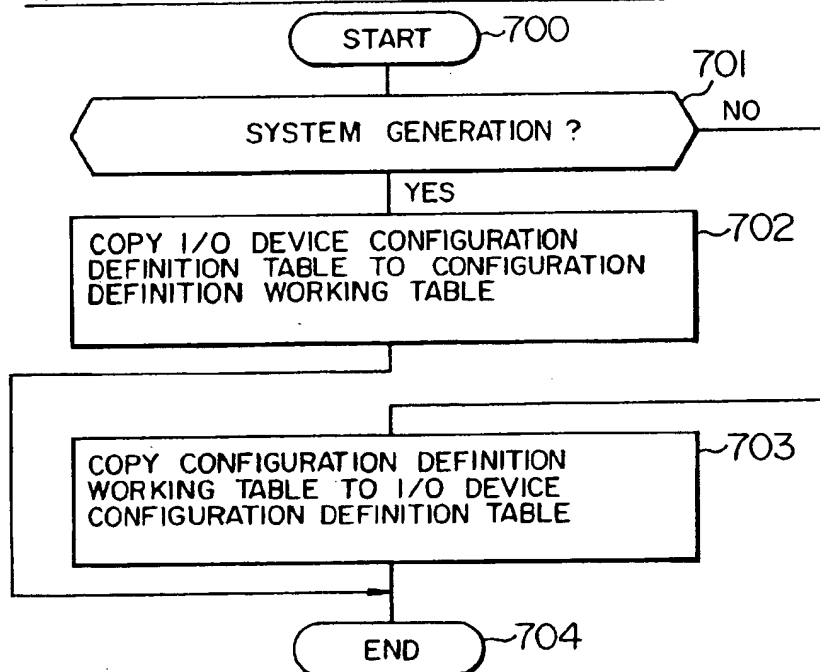 START 700
701
SYSTEM GENERATION ? NO
YES
COPY I/O DEVICE CONFIGURATION 702
DEFINITION TABLE TO CONFIGURATION
DEFINITION WORKING TABLE
COPY CONFIGURATION DEFINITION 703
WORKING TABLE TO I/O DEVICE
CONFIGURATION DEFINITION TABLE
END 704